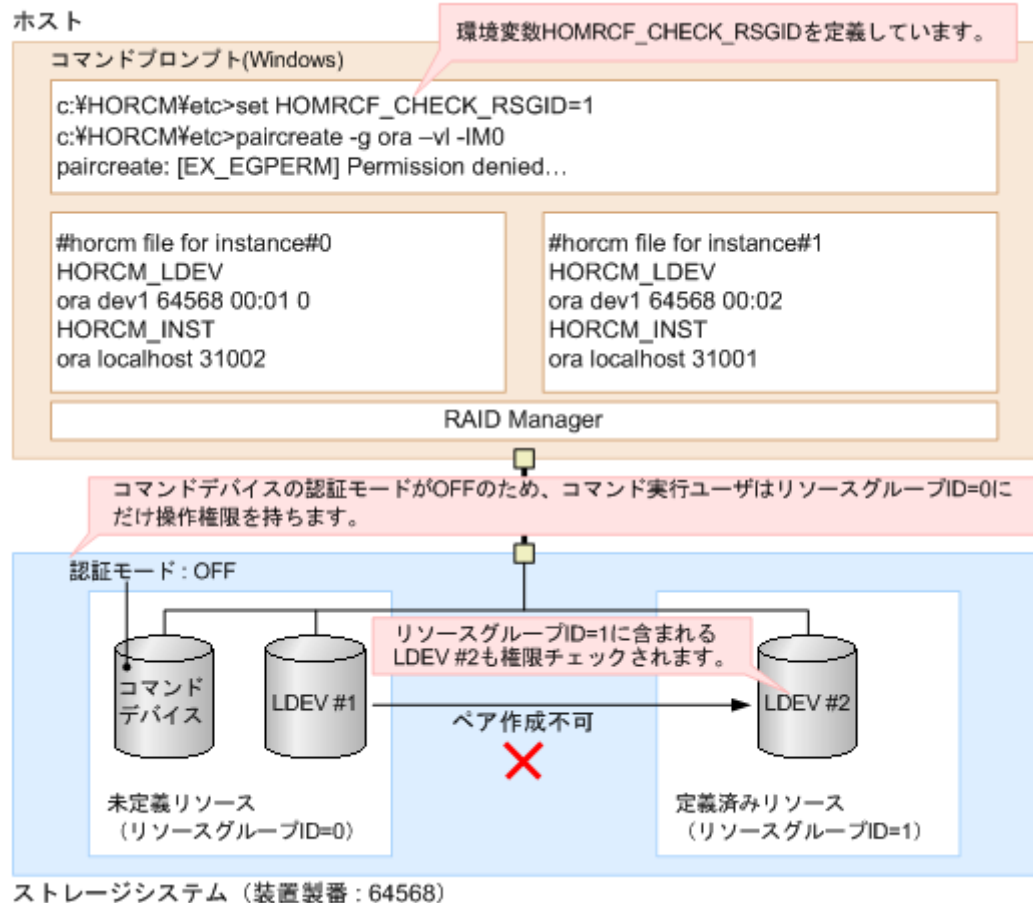 ホスト
環境変数HOMRCF_CHECK_RSGIDを定義しています。
コマンドプロンプト(Windows)
c:¥HORCM¥etc>set HOMRCF_CHECK_RSGID=1
c:¥HORCM¥etc>paircreate -g ora –vl -IM0
paircreate: [EX_EGPERM] Permission denied…
#horcm file for instance#0
HORCM_LDEV
ora dev1 64568 00:01 0
HORCM_INST
ora localhost 31002
#horcm file for instance#1
HORCM_LDEV
ora dev1 64568 00:02
HORCM_INST
ora localhost 31001
RAID Manager
コマンドデバイスの認証モードがOFFのため、コマンド実行ユーザはリソースグループID=0に
だけ操作権限を持ちます。
認証モード : OFF
リソースグループID=1に含まれる
LDEV #2も権限チェックされます。
コマンド
デバイス
LDEV #1
LDEV #2
ペア作成不可
未定義リソース
（リソースグループID=0）
定義済みリソース
（リソースグループID=1）
ストレージシステム（装置製番 : 64568）